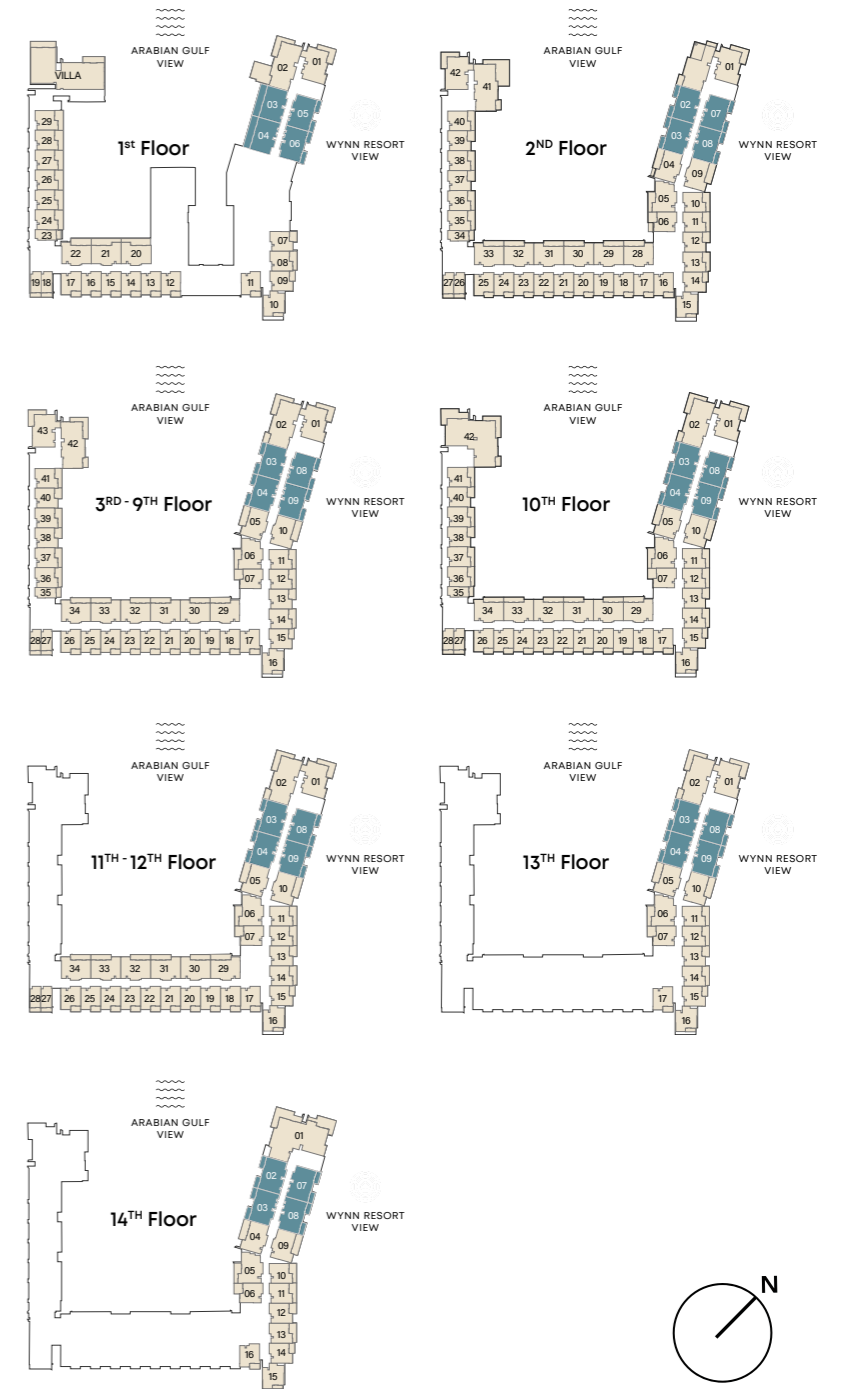 ARABIAN GULF
VIEW
1st Floor
WYNN RESORT
VIEW
VILLA
02
01
03
05
04
06
29
28
27
26
25
24
23
22 21 20
19 18 17 16 15 14 13 12
11
07
08
09
10
ARABIAN GULF
VIEW
2ND Floor
WYNN RESORT
VIEW
42
41
01
02
07
03
08
04
09
40
39
38
37
36
35
34
05
06
10
11
12
13
14
15
33 32 31 30 29 28
27 26 25 24 23 22 21 20 19 18 17 16
ARABIAN GULF
VIEW
3RD - 9TH Floor
WYNN RESORT
VIEW
43
42
02
01
03
08
04
09
05
10
41
40
39
38
37
36
35
06
07
11
12
13
14
15
16
34 33 32 31 30 29
28 27 26 25 24 23 22 21 20 19 18 17
ARABIAN GULF
VIEW
10TH Floor
WYNN RESORT
VIEW
42
02
01
03
08
04
09
05
10
41
40
39
38
37
36
35
06
07
11
12
13
14
15
16
34 33 32 31 30 29
28 27 26 25 24 23 22 21 20 19 18 17
ARABIAN GULF
VIEW
11TH - 12TH Floor
WYNN RESORT
VIEW
02
01
03
08
04
09
05
10
06
07
11
12
13
14
15
16
34 33 32 31 30 29
28 27 26 25 24 23 22 21 20 19 18 17
ARABIAN GULF
VIEW
13TH Floor
WYNN RESORT
VIEW
02
01
03
08
04
09
05
10
06
07
11
12
13
14
15
17
16
ARABIAN GULF
VIEW
14TH Floor
WYNN RESORT
VIEW
01
02
07
03
08
04
09
05
06
10
11
12
13
14
16
15
N